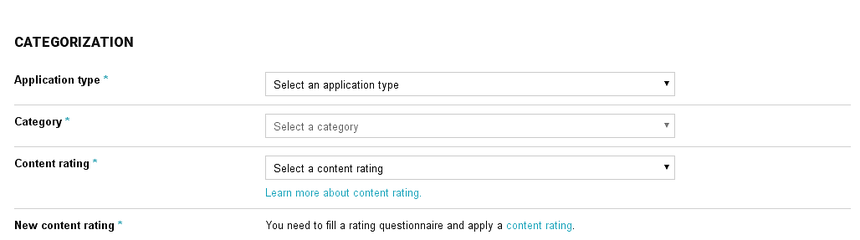 CATEGORIZATION
Application type *
Select an application type
Category *
Select a category
Content rating *
Select a content rating
Learn more about content rating.
New content rating *
You need to fill a rating questionnaire and apply a content rating.